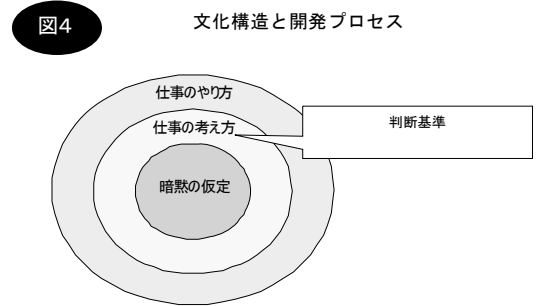 図4
文化構造と開発プロセス
仕事のやり方
仕事の考え方
判断基準
暗黙の仮定